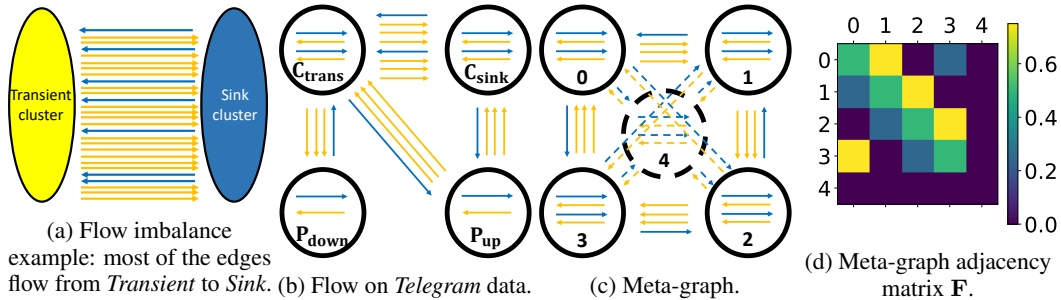 Transient
cluster
Sink
cluster
(a) Flow imbalance
example: most of the edges
flow from Transient to Sink.
C_trans
C_sink
P_down
P_up
(b) Flow on Telegram data.
0
1
4
3
2
(c) Meta-graph.
0 1 2 3 4
0
1
2
3
4
0.6
0.4
0.2
0.0
(d) Meta-graph adjacency
matrix F.